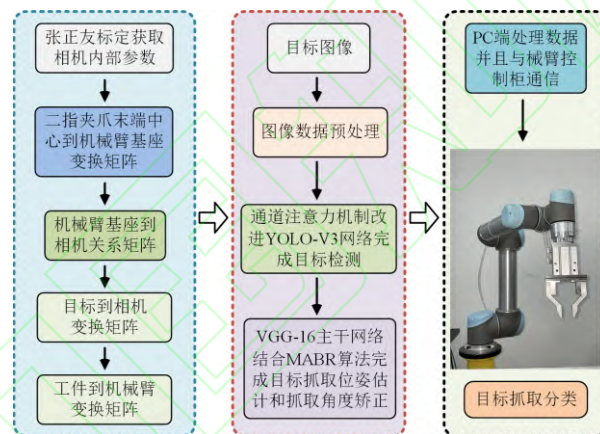 张正友标定获取
相机内部参数
二指夹爪末端中
心到机械臂基座
变换矩阵
机械臂基座到
相机关系矩阵
目标到相机
变换矩阵
工件到机械臂
变换矩阵
目标图像
图像数据预处理
通道注意力机制改
进YOLO-V3网络完
成目标检测
VGG-16主干网络
结合MABR算法完
成目标抓取位姿估
计和抓取角度矫正
PC端处理数据
并且与械臂控
制柜通信
目标抓取分类